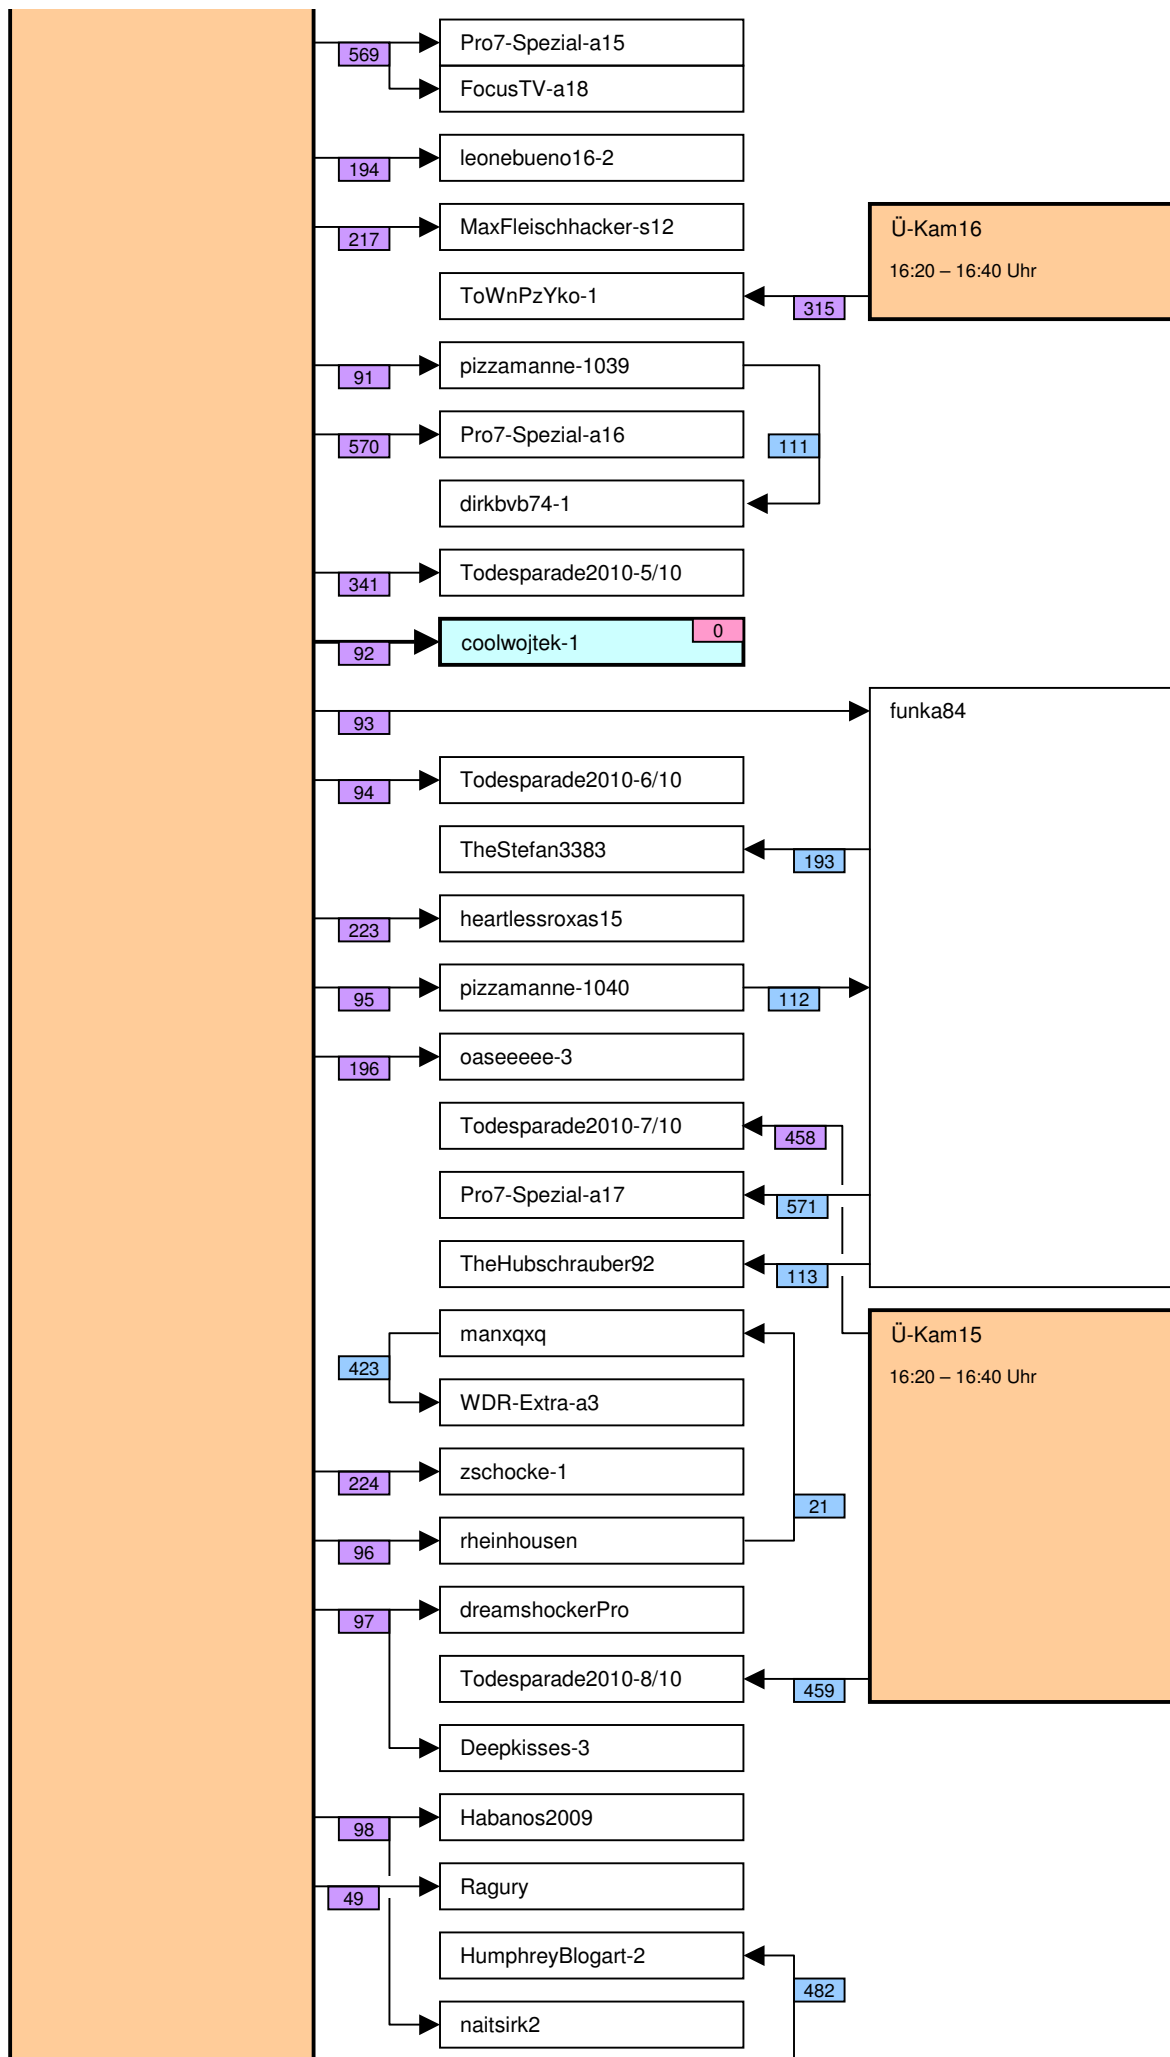 Pro7-Spezial-a15
569
FocusTV-a18
leonebueno16-2
194
MaxFleischhacker-s12
217
Ü-Kam16
16:20 – 16:40 Uhr
ToWnPzYko-1
315
pizzamanne-1039
91
Pro7-Spezial-a16
570
111
dirkbvb74-1
Todesparade2010-5/10
341
0
coolwojtek-1
92
funka84
93
Todesparade2010-6/10
94
TheStefan3383
193
heartlessroxas15
223
pizzamanne-1040
95
112
oaseeeee-3
196
Todesparade2010-7/10
458
Pro7-Spezial-a17
571
TheHubschrauber92
113
manxqxq
Ü-Kam15
423
16:20 – 16:40 Uhr
WDR-Extra-a3
zschocke-1
224
21
rheinhousen
96
dreamshockerPro
97
Todesparade2010-8/10
459
Deepkisses-3
Habanos2009
98
Ragury
49
HumphreyBlogart-2
482
naitsirk2